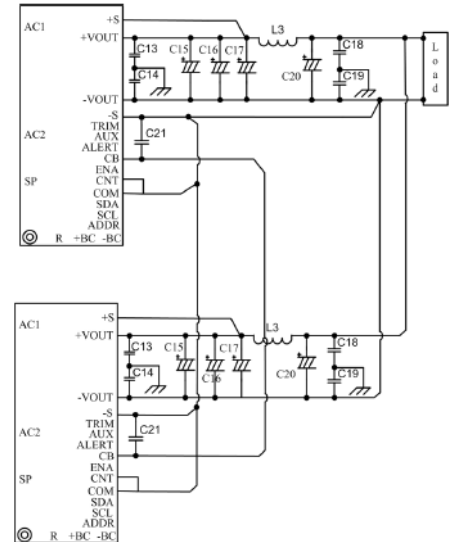 +S
AC1
+VOUT
C13
C15
C16
C17
L3
C18
C14
C20
C19
Load
-VOUT
-S
TRIM
C21
AC2
AUX
ALERT
CB
ENA
SP
CNT
COM
SDA
SCL
ADDR
R +BC -BC
+S
AC1
+VOUT
C13
C15
C17
L3
C18
C14
C16
C20
C19
-VOUT
-S
TRIM
C21
AC2
AUX
ALERT
CB
ENA
SP
CNT
COM
SDA
SCL
ADDR
R +BC -BC